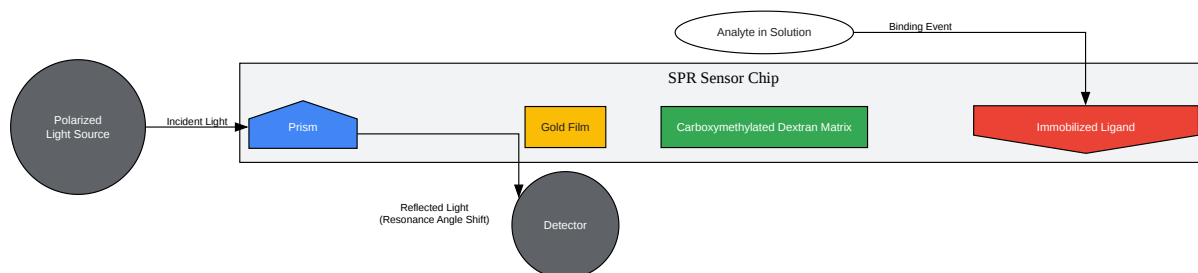 Analyte in Solution
Binding Event
SPR Sensor Chip
Polarized
Light Source
Incident Light
Prism
Gold Film
Carboxymethylated Dextran Matrix
Immobilized Ligand
Reflected Light
(Resonance Angle Shift)
Detector